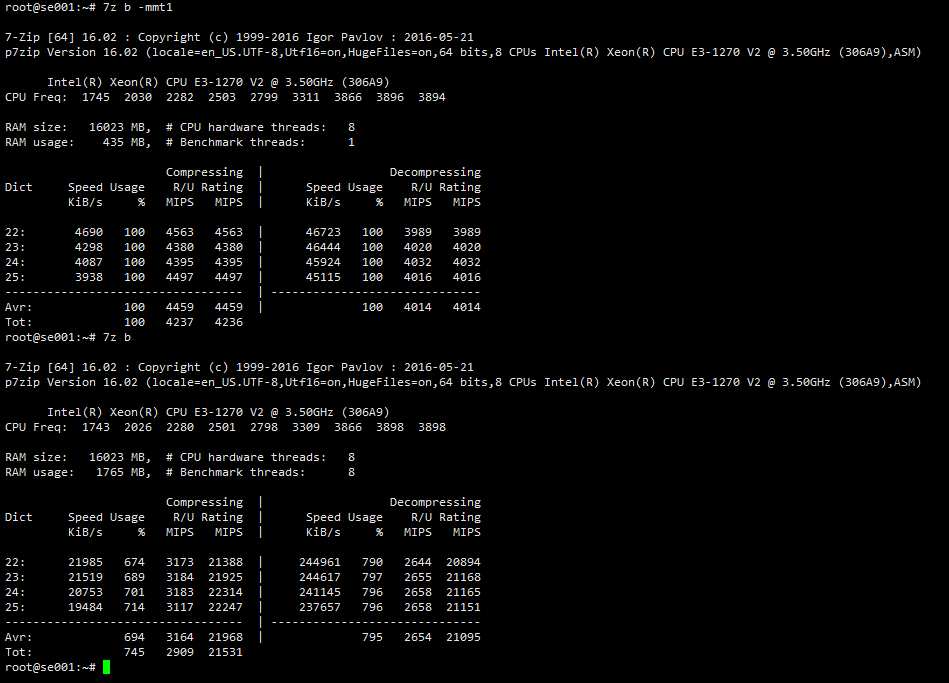 root@se001:~# 7z b -mmt1
7-Zip [64] 16.02 : Copyright (c) 1999-2016 Igor Pavlov : 2016-05-21
p7zip Version 16.02 (locale=en_US.UTF-8,Utf16=on,HugeFiles=on,64 bits,8 CPUs Intel(R) Xeon(R) CPU E3-1270 V2 @ 3.50GHz (306A9),ASM)
      Intel(R) Xeon(R) CPU E3-1270 V2 @ 3.50GHz (306A9)
CPU Freq:  1745  2030  2282  2503  2799  3311  3866  3896  3894
RAM size:   16023 MB,  # CPU hardware threads:   8
RAM usage:    435 MB,  # Benchmark threads:      1
                       Compressing  |                  Decompressing
Dict     Speed Usage    R/U Rating  |      Speed Usage    R/U Rating
         KiB/s     %   MIPS   MIPS  |      KiB/s     %   MIPS   MIPS
22:       4690   100   4563   4563  |      46723   100   3989   3989
23:       4298   100   4380   4380  |      46444   100   4020   4020
24:       4087   100   4395   4395  |      45924   100   4032   4032
25:       3938   100   4497   4497  |      45115   100   4016   4016
----------------------------------  | ------------------------------
Avr:             100   4459   4459  |              100   4014   4014
Tot:             100   4237   4236
root@se001:~# 7z b
7-Zip [64] 16.02 : Copyright (c) 1999-2016 Igor Pavlov : 2016-05-21
p7zip Version 16.02 (locale=en_US.UTF-8,Utf16=on,HugeFiles=on,64 bits,8 CPUs Intel(R) Xeon(R) CPU E3-1270 V2 @ 3.50GHz (306A9),ASM)
      Intel(R) Xeon(R) CPU E3-1270 V2 @ 3.50GHz (306A9)
CPU Freq:  1743  2026  2280  2501  2798  3309  3866  3898  3898
RAM size:   16023 MB,  # CPU hardware threads:   8
RAM usage:   1765 MB,  # Benchmark threads:      8
                       Compressing  |                  Decompressing
Dict     Speed Usage    R/U Rating  |      Speed Usage    R/U Rating
         KiB/s     %   MIPS   MIPS  |      KiB/s     %   MIPS   MIPS
22:      21985   674   3173  21388  |     244961   790   2644  20894
23:      21519   689   3184  21925  |     244617   797   2655  21168
24:      20753   701   3183  22314  |     241145   796   2658  21165
25:      19484   714   3117  22247  |     237657   796   2658  21151
----------------------------------  | ------------------------------
Avr:             694   3164  21968  |              795   2654  21095
Tot:             745   2909  21531
root@se001:~#